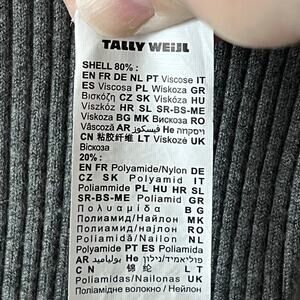 TALLY WEiJL
SHELL 80% :
EN FR DE NL PT Viscose IT
ES Viscosa PL Wiskoza GR
Βισκόζη CZ SK Viskóza HU
Viszkóz HR SL SR-BS-ME
Viskoza BG MK Вискоза RO
Vâscoză AR فيسكوز He ויסקוזה
CN 粘胶纤维 LT Viskozė UK
Віскоза
20% :
EN FR Polyamide/Nylon DE
CZ SK Polyamid IT
Poliammide PL HU HR SL
SR-BS-ME Poliamid GR
Πολυαμίδα BG
Полиамид/Найлон MK
Полиамид/најлон RO
Poliamidă/Nailon NL
Polyamide PT ES Poliamida
AR بولياميد He פוליאמיד/ניילון
CN 锦纶 LT
Poliamidas/Nailonas UK
Поліамідне волокно / Нейлон